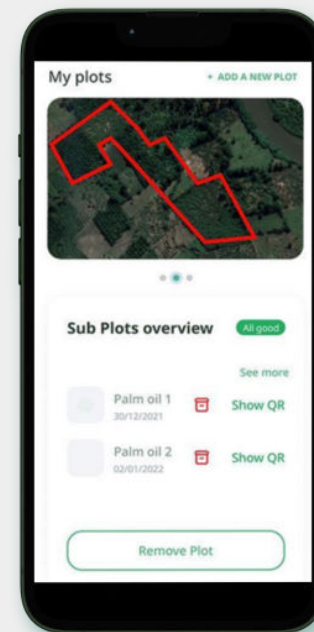 My plots
+ ADD A NEW PLOT
Sub Plots overview
All good
See more
Palm oil 1
30/12/2021
Show QR
Palm oil 2
02/01/2022
Show QR
Remove Plot